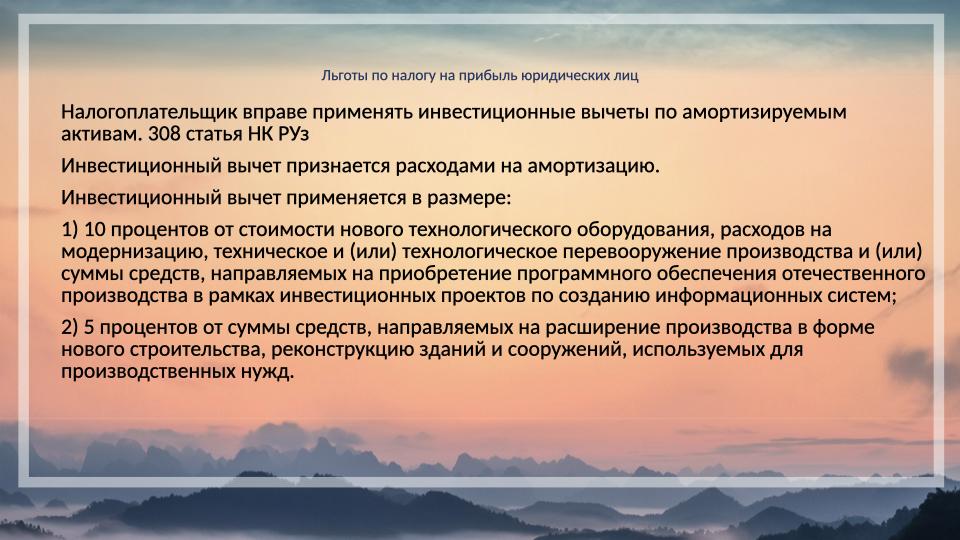 Льготы по налогу на прибыль юридических лиц
Налогоплательщик вправе применять инвестиционные вычеты по амортизируемым
активам. 308 статья НК РУз
Инвестиционный вычет признается расходами на амортизацию.
Инвестиционный вычет применяется в размере:
1) 10 процентов от стоимости нового технологического оборудования, расходов на
модернизацию, техническое и (или) технологическое перевооружение производства и (или)
суммы средств, направляемых на приобретение программного обеспечения отечественного
производства в рамках инвестиционных проектов по созданию информационных систем;
2) 5 процентов от суммы средств, направляемых на расширение производства в форме
нового строительства, реконструкцию зданий и сооружений, используемых для
производственных нужд.